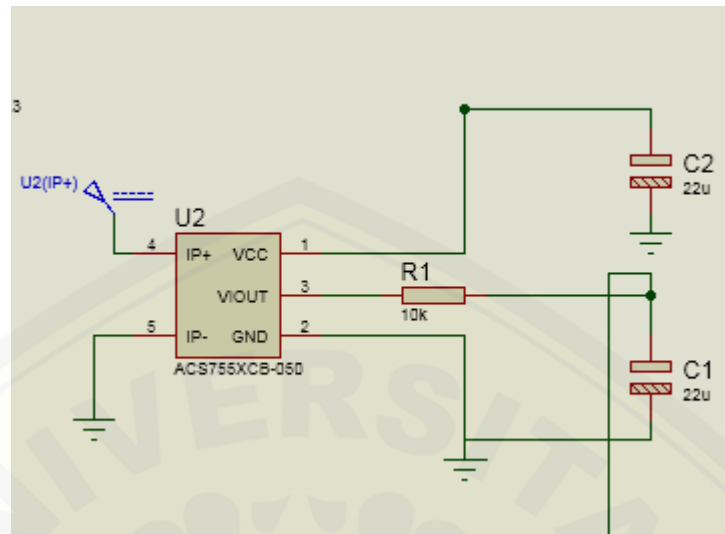 3
U2(IP+)
U2
4
IP+
VCC
1
VIOUT
3
5
IP-
GND
2
ACS755XCB-050
R1
10k
C2
22u
C1
22u
UNIVERSITA